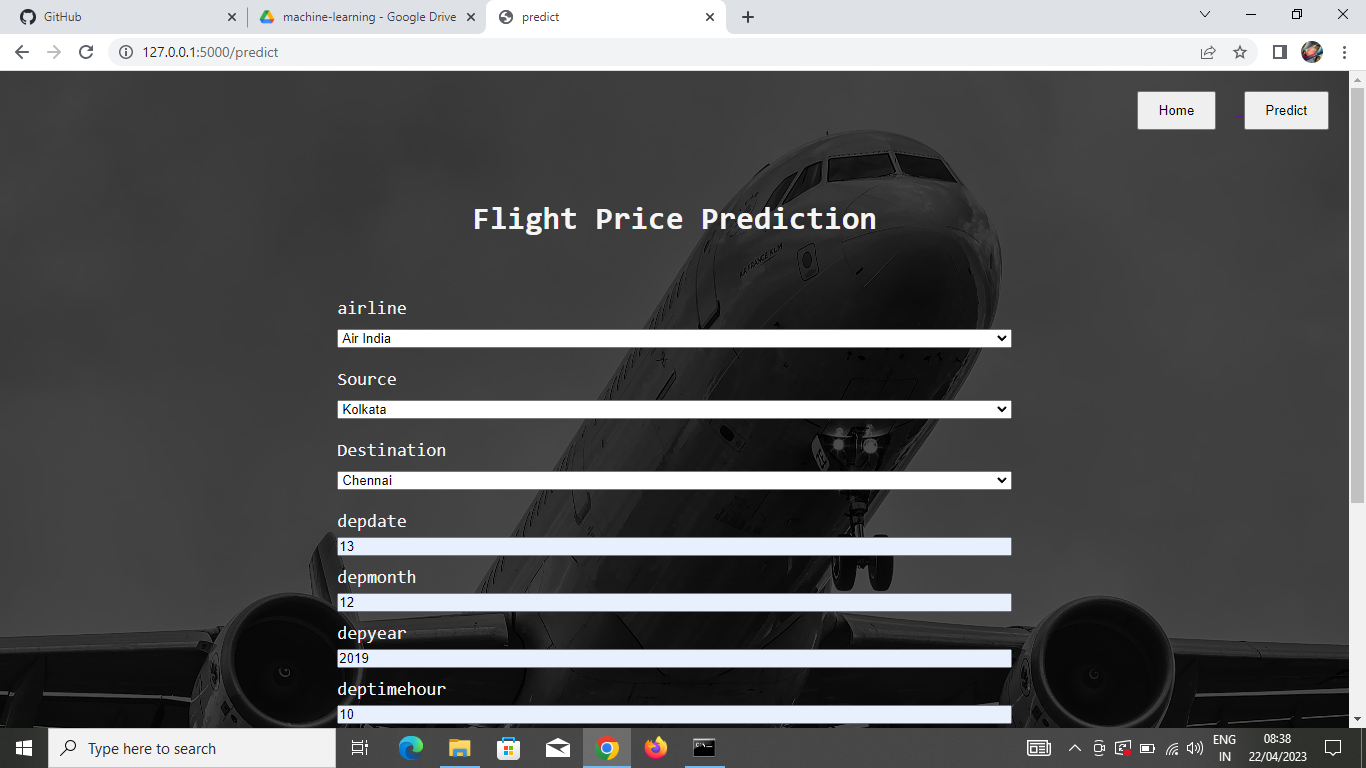 GitHub
machine-learning - Google Drive
predict
127.0.0.1:5000/predict
Home
Predict
AIRFRANCE KLM
Flight Price Prediction
airline
Air India
Source
Kolkata
Destination
Chennai
depdate
13
depmonth
12
depyear
2019
deptimehour
10
Type here to search
ENG
IN
08:38
22/04/2023